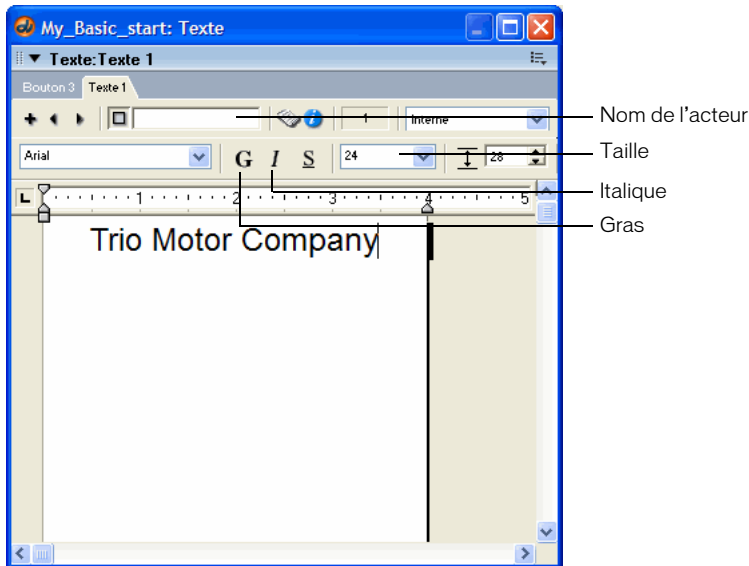 My_Basic_start: Texte
Texte:Texte 1
Bouton 3 Texte 1
1 Interne
Nom de l'acteur
Arial G I S 24 28
Taille
1 2 3 4 5
Italique
Gras
Trio Motor Company